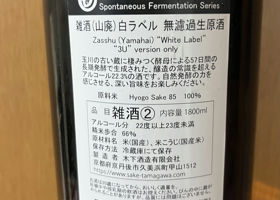 Spontaneous Fermentation Series
雑酒(山廃)白ラベル 無濾過生原酒
Zasshu (Yamahai) "White Label"
"3U" version only
玉川の古い蔵に棲みつく酵母による57日間の
長期発酵で生成された、醸造の常識を超える
アルコール22.3%の酒です。自然発酵の力を
感じる、深い旨味をお楽しみください。
原料米 Hyogo Sake 85 100%
品目 雑酒② 内容量 1800ml
アルコール分 22度以上23度未満
精米歩合 66%
原材料名 米(国産)、米こうじ(国産米)
保存方法 冷蔵庫にて保存
製造者 木下酒造有限会社
京都府京丹後市久美浜町甲山1512
www.sake-tamagawa.com